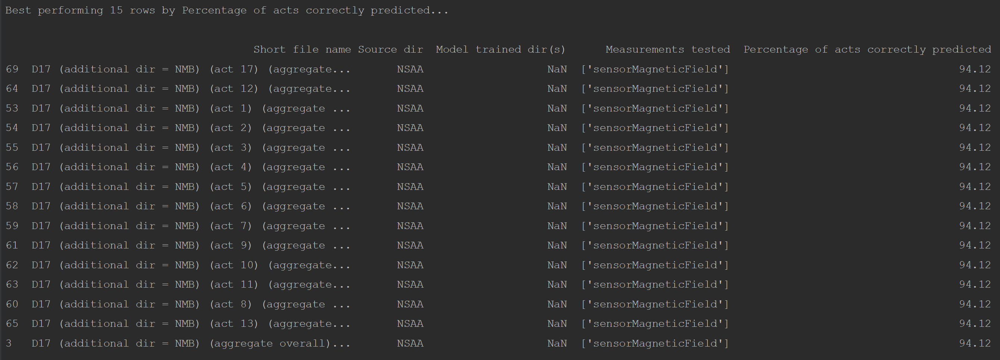 Best performing 15 rows by Percentage of acts correctly predicted...
Short file name Source dir Model trained dir(s) Measurements tested Percentage of acts correctly predicted
69 D17 (additional dir = NMB) (act 17) (aggregate... NSAA NaN ['sensorMagneticField'] 94.12
64 D17 (additional dir = NMB) (act 12) (aggregate... NSAA NaN ['sensorMagneticField'] 94.12
53 D17 (additional dir = NMB) (act 1) (aggregate ... NSAA NaN ['sensorMagneticField'] 94.12
54 D17 (additional dir = NMB) (act 2) (aggregate ... NSAA NaN ['sensorMagneticField'] 94.12
55 D17 (additional dir = NMB) (act 3) (aggregate ... NSAA NaN ['sensorMagneticField'] 94.12
56 D17 (additional dir = NMB) (act 4) (aggregate ... NSAA NaN ['sensorMagneticField'] 94.12
57 D17 (additional dir = NMB) (act 5) (aggregate ... NSAA NaN ['sensorMagneticField'] 94.12
58 D17 (additional dir = NMB) (act 6) (aggregate ... NSAA NaN ['sensorMagneticField'] 94.12
59 D17 (additional dir = NMB) (act 7) (aggregate ... NSAA NaN ['sensorMagneticField'] 94.12
61 D17 (additional dir = NMB) (act 9) (aggregate ... NSAA NaN ['sensorMagneticField'] 94.12
62 D17 (additional dir = NMB) (act 10) (aggregate... NSAA NaN ['sensorMagneticField'] 94.12
63 D17 (additional dir = NMB) (act 11) (aggregate... NSAA NaN ['sensorMagneticField'] 94.12
60 D17 (additional dir = NMB) (act 8) (aggregate ... NSAA NaN ['sensorMagneticField'] 94.12
65 D17 (additional dir = NMB) (act 13) (aggregate... NSAA NaN ['sensorMagneticField'] 94.12
3 D17 (additional dir = NMB) (aggregate overall)... NSAA NaN ['sensorMagneticField'] 94.12